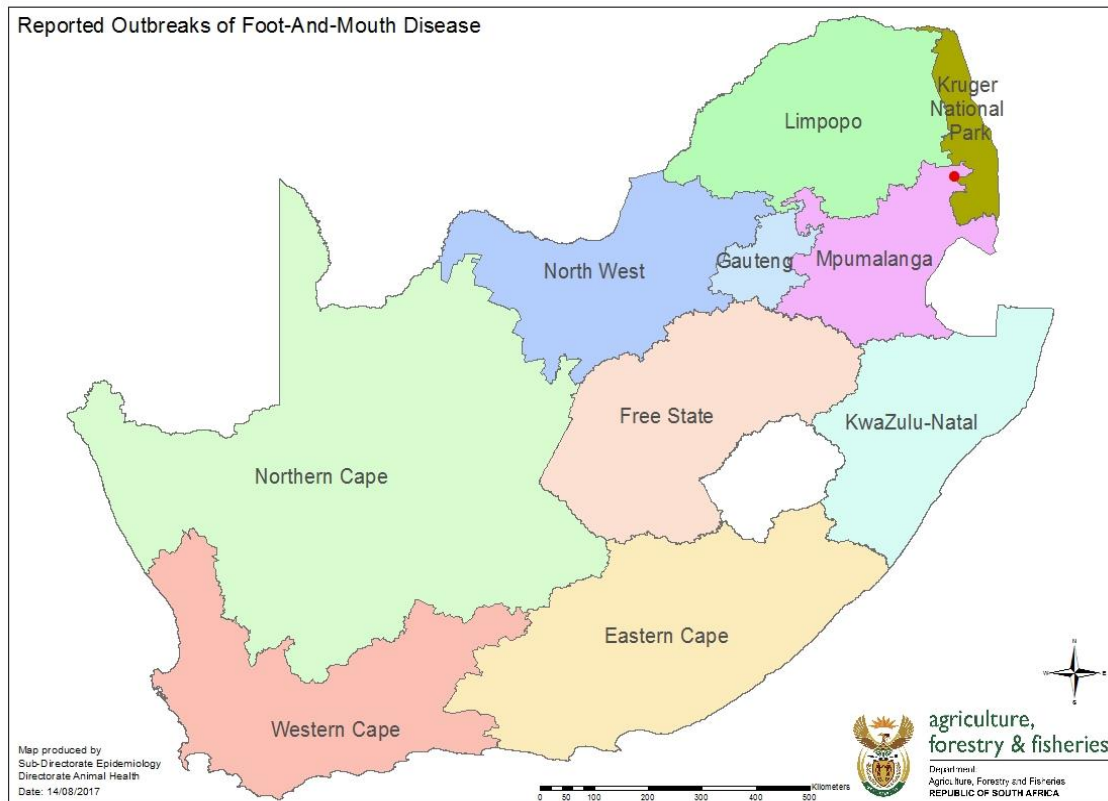 Reported Outbreaks of Foot-And-Mouth Disease
Kruger
National
Park
Limpopo
North West
Gauteng
Mpumalanga
Free State
KwaZulu-Natal
Northern Cape
Eastern Cape
Western Cape
N
W E
S
Map produced by
Sub-Directorate Epidemiology
Directorate Animal Health
Date: 14/08/2017
Kilometers
0 50 100 200 300 400 500
agriculture,
forestry & fisheries
Department:
Agriculture, Forestry and Fisheries
REPUBLIC OF SOUTH AFRICA